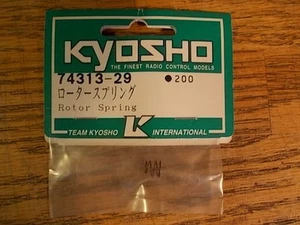 KYOSHO
THE FINEST RADIO CONTROL MODELS
74313-29 ●200
ロータースプリング
Rotor Spring
TEAM KYOSHO K INTERNATIONAL